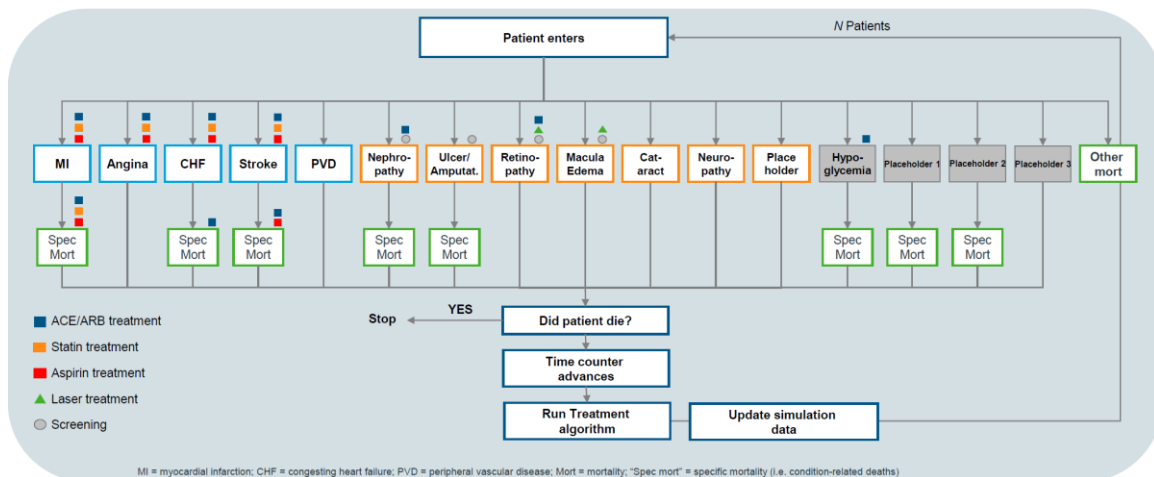 Patient enters
N Patients
MI
Angina
CHF
Stroke
PVD
Nephro-
pathy
Ulcer/
Amputat.
Retino-
pathy
Macula
Edema
Cat-
aract
Neuro-
pathy
Place
holder
Hypo-
glycemia
Placeholder 1
Placeholder 2
Placeholder 3
Other
mort
Spec
Mort
Spec
Mort
Spec
Mort
Spec
Mort
Spec
Mort
Spec
Mort
Spec
Mort
Spec
Mort
Stop
YES
Did patient die?
Time counter
advances
Run Treatment
algorithm
Update simulation
data
ACE/ARB treatment
Statin treatment
Aspirin treatment
Laser treatment
Screening
MI = myocardial infarction; CHF = congesting heart failure; PVD = peripheral vascular disease; Mort = mortality; "Spec mort" = specific mortality (i.e. condition-related deaths)